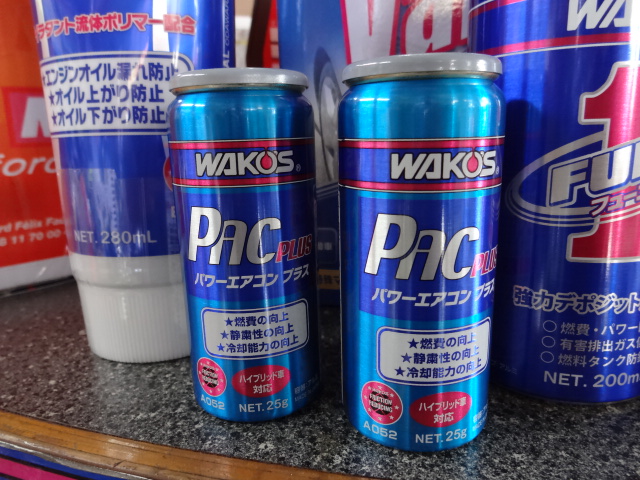 流体ポリマー配合
エンジンオイル漏れ防止
★オイル上がり防止
★オイル下がり防止
NET. 280mL
WAKO'S
PAC PLUS
パワーエアコン プラス
★燃費の向上
★静粛性の向上
★冷却能力の向上
FRICTION REDUCING
ハイブリッド車
対応
A052
NET. 25g
WAKO'S
PAC PLUS
パワーエアコン プラス
★燃費の向上
★静粛性の向上
★冷却能力の向上
FRICTION REDUCING
ハイブリッド車
対応
A052
NET. 25g
WAKO'S
1
強力デポジット
○燃費・パワー
○有害排出ガス
○燃料タンク防
NET. 200m